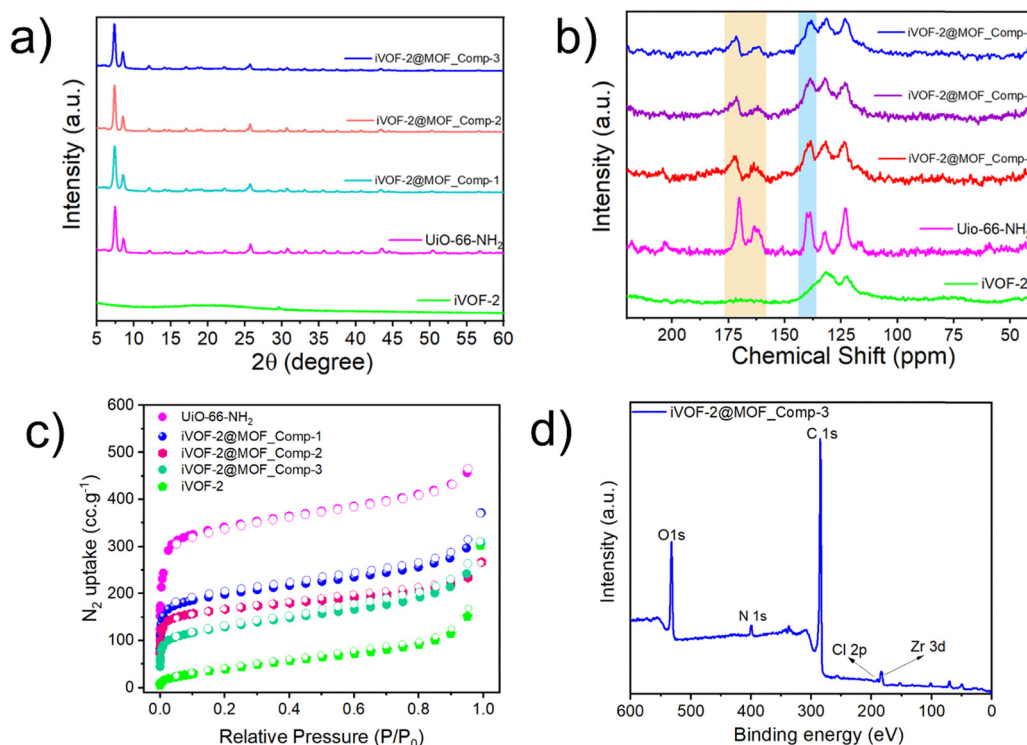 a)
Intensity (a.u.)
iVOF-2@MOF_Comp-3
iVOF-2@MOF_Comp-2
iVOF-2@MOF_Comp-1
UiO-66-NH₂
iVOF-2
5 10 15 20 25 30 35 40 45 50 55 60
2θ (degree)
b)
Intensity (a.u.)
iVOF-2@MOF_Comp-
iVOF-2@MOF_Comp-
iVOF-2@MOF_Comp-
Uio-66-NH₂
iVOF-2
200 175 150 125 100 75 50
Chemical Shift (ppm)
c)
N₂ uptake (cc.g⁻¹)
600
500
400
300
200
100
0
UiO-66-NH₂
iVOF-2@MOF_Comp-1
iVOF-2@MOF_Comp-2
iVOF-2@MOF_Comp-3
iVOF-2
0.0 0.2 0.4 0.6 0.8 1.0
Relative Pressure (P/P₀)
d)
Intensity (a.u.)
iVOF-2@MOF_Comp-3
C 1s
O1s
N 1s
Cl 2p
Zr 3d
600 500 400 300 200 100 0
Binding energy (eV)